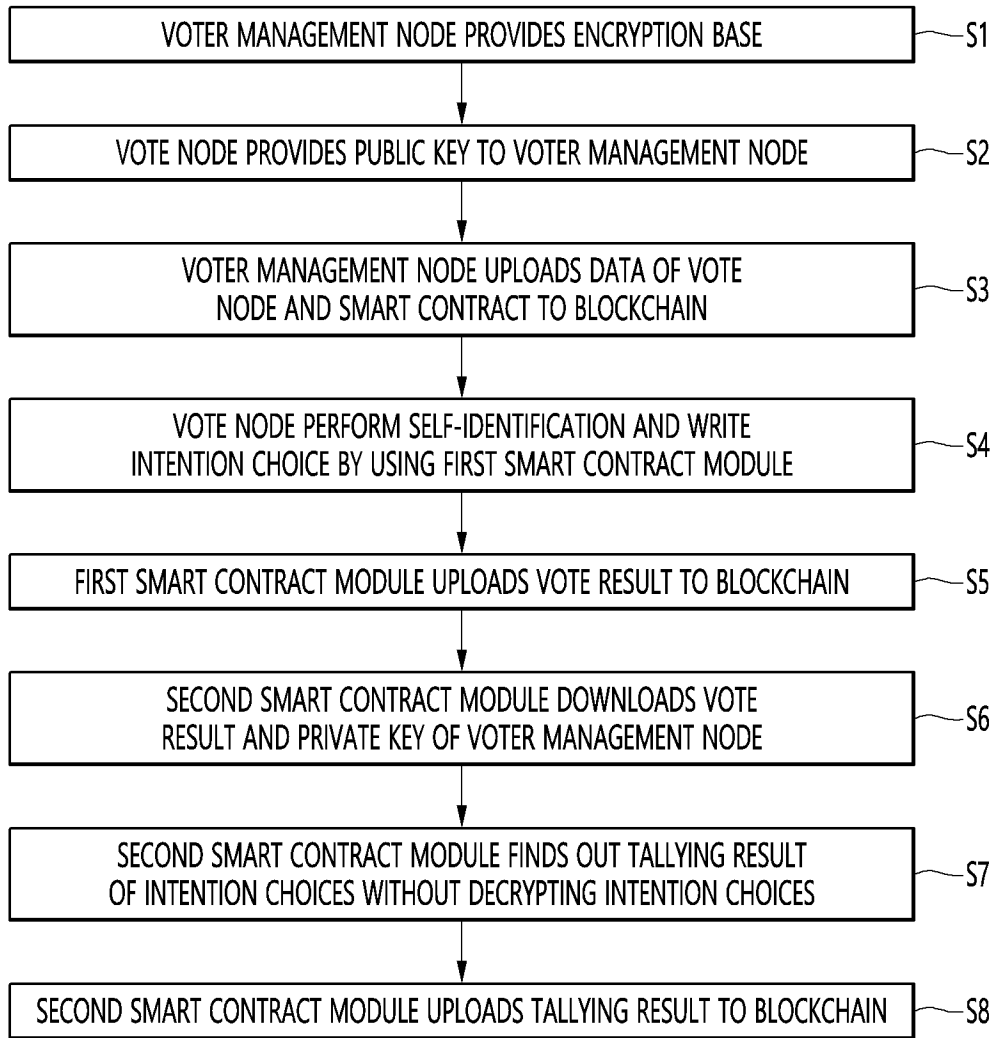 VOTER MANAGEMENT NODE PROVIDES ENCRYPTION BASE
S1
VOTE NODE PROVIDES PUBLIC KEY TO VOTER MANAGEMENT NODE
S2
VOTER MANAGEMENT NODE UPLOADS DATA OF VOTE
NODE AND SMART CONTRACT TO BLOCKCHAIN
S3
VOTE NODE PERFORM SELF-IDENTIFICATION AND WRITE
INTENTION CHOICE BY USING FIRST SMART CONTRACT MODULE
S4
FIRST SMART CONTRACT MODULE UPLOADS VOTE RESULT TO BLOCKCHAIN
S5
SECOND SMART CONTRACT MODULE DOWNLOADS VOTE
RESULT AND PRIVATE KEY OF VOTER MANAGEMENT NODE
S6
SECOND SMART CONTRACT MODULE FINDS OUT TALLYING RESULT
OF INTENTION CHOICES WITHOUT DECRYPTING INTENTION CHOICES
S7
SECOND SMART CONTRACT MODULE UPLOADS TALLYING RESULT TO BLOCKCHAIN
S8